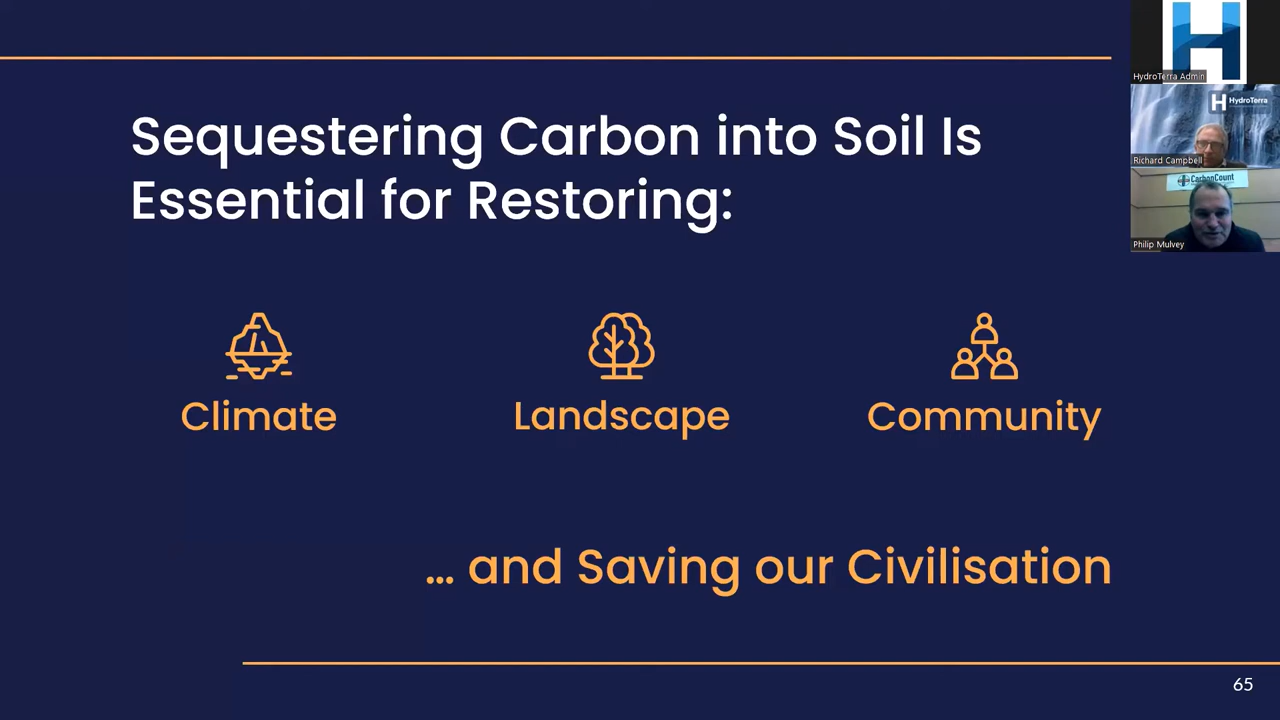 Sequestering Carbon into Soil Is
Essential for Restoring:
Climate
Landscape
Community
... and Saving our Civilisation
65
H
HydroTerra Admin
H HydroTerra
Richard Campbell
CarbonCount
Philip Mulvey